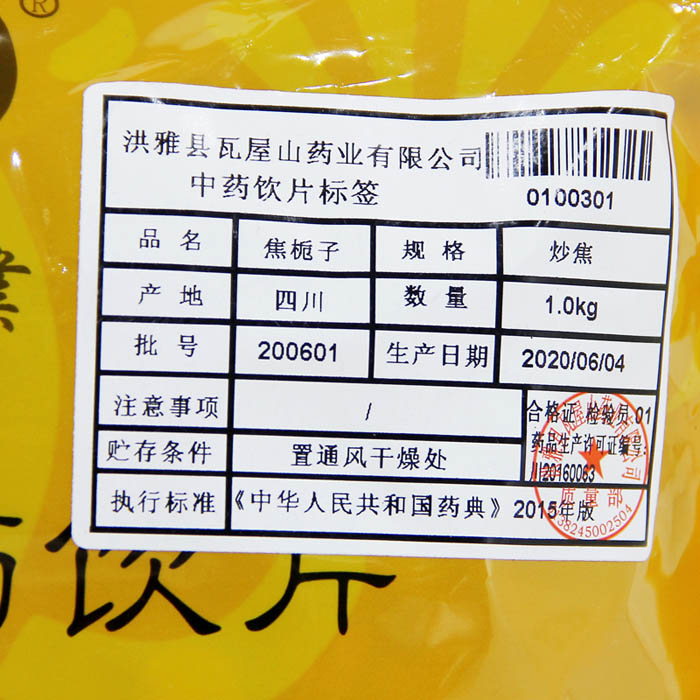 ®
洪雅县瓦屋山药业有限公司
中药饮片标签
0100301
品名 焦栀子 规格 炒焦
产地 四川 数量 1.0kg
批号 200601 生产日期 2020/06/04
注意事项 /
合格证 检验员 01
药品生产许可证编号:
川20160063
贮存条件 置通风干燥处
执行标准 《中华人民共和国药典》2015年版
质量部
饮片